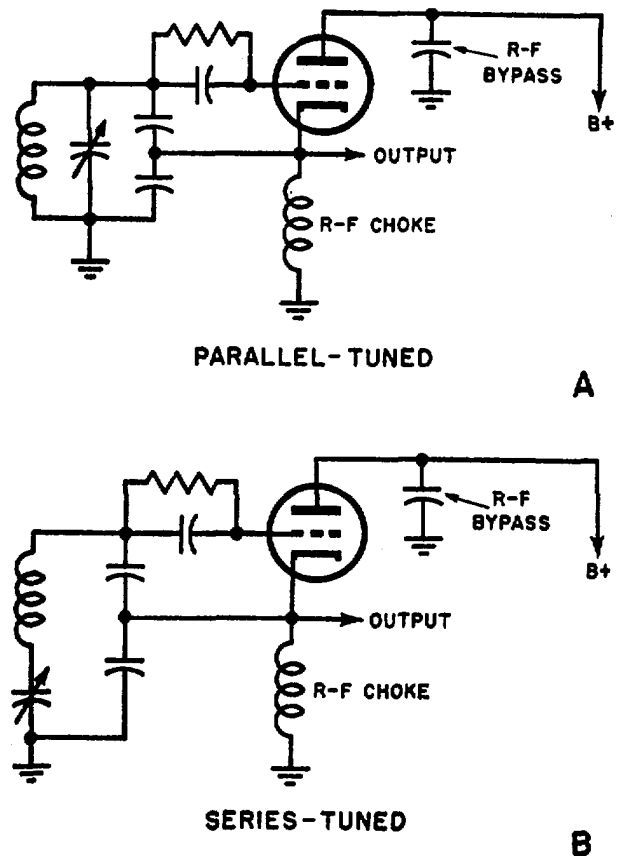 R-F
BYPASS
B+
OUTPUT
R-F CHOKE
PARALLEL-TUNED
A
R-F
BYPASS
B+
OUTPUT
R-F CHOKE
SERIES-TUNED
B